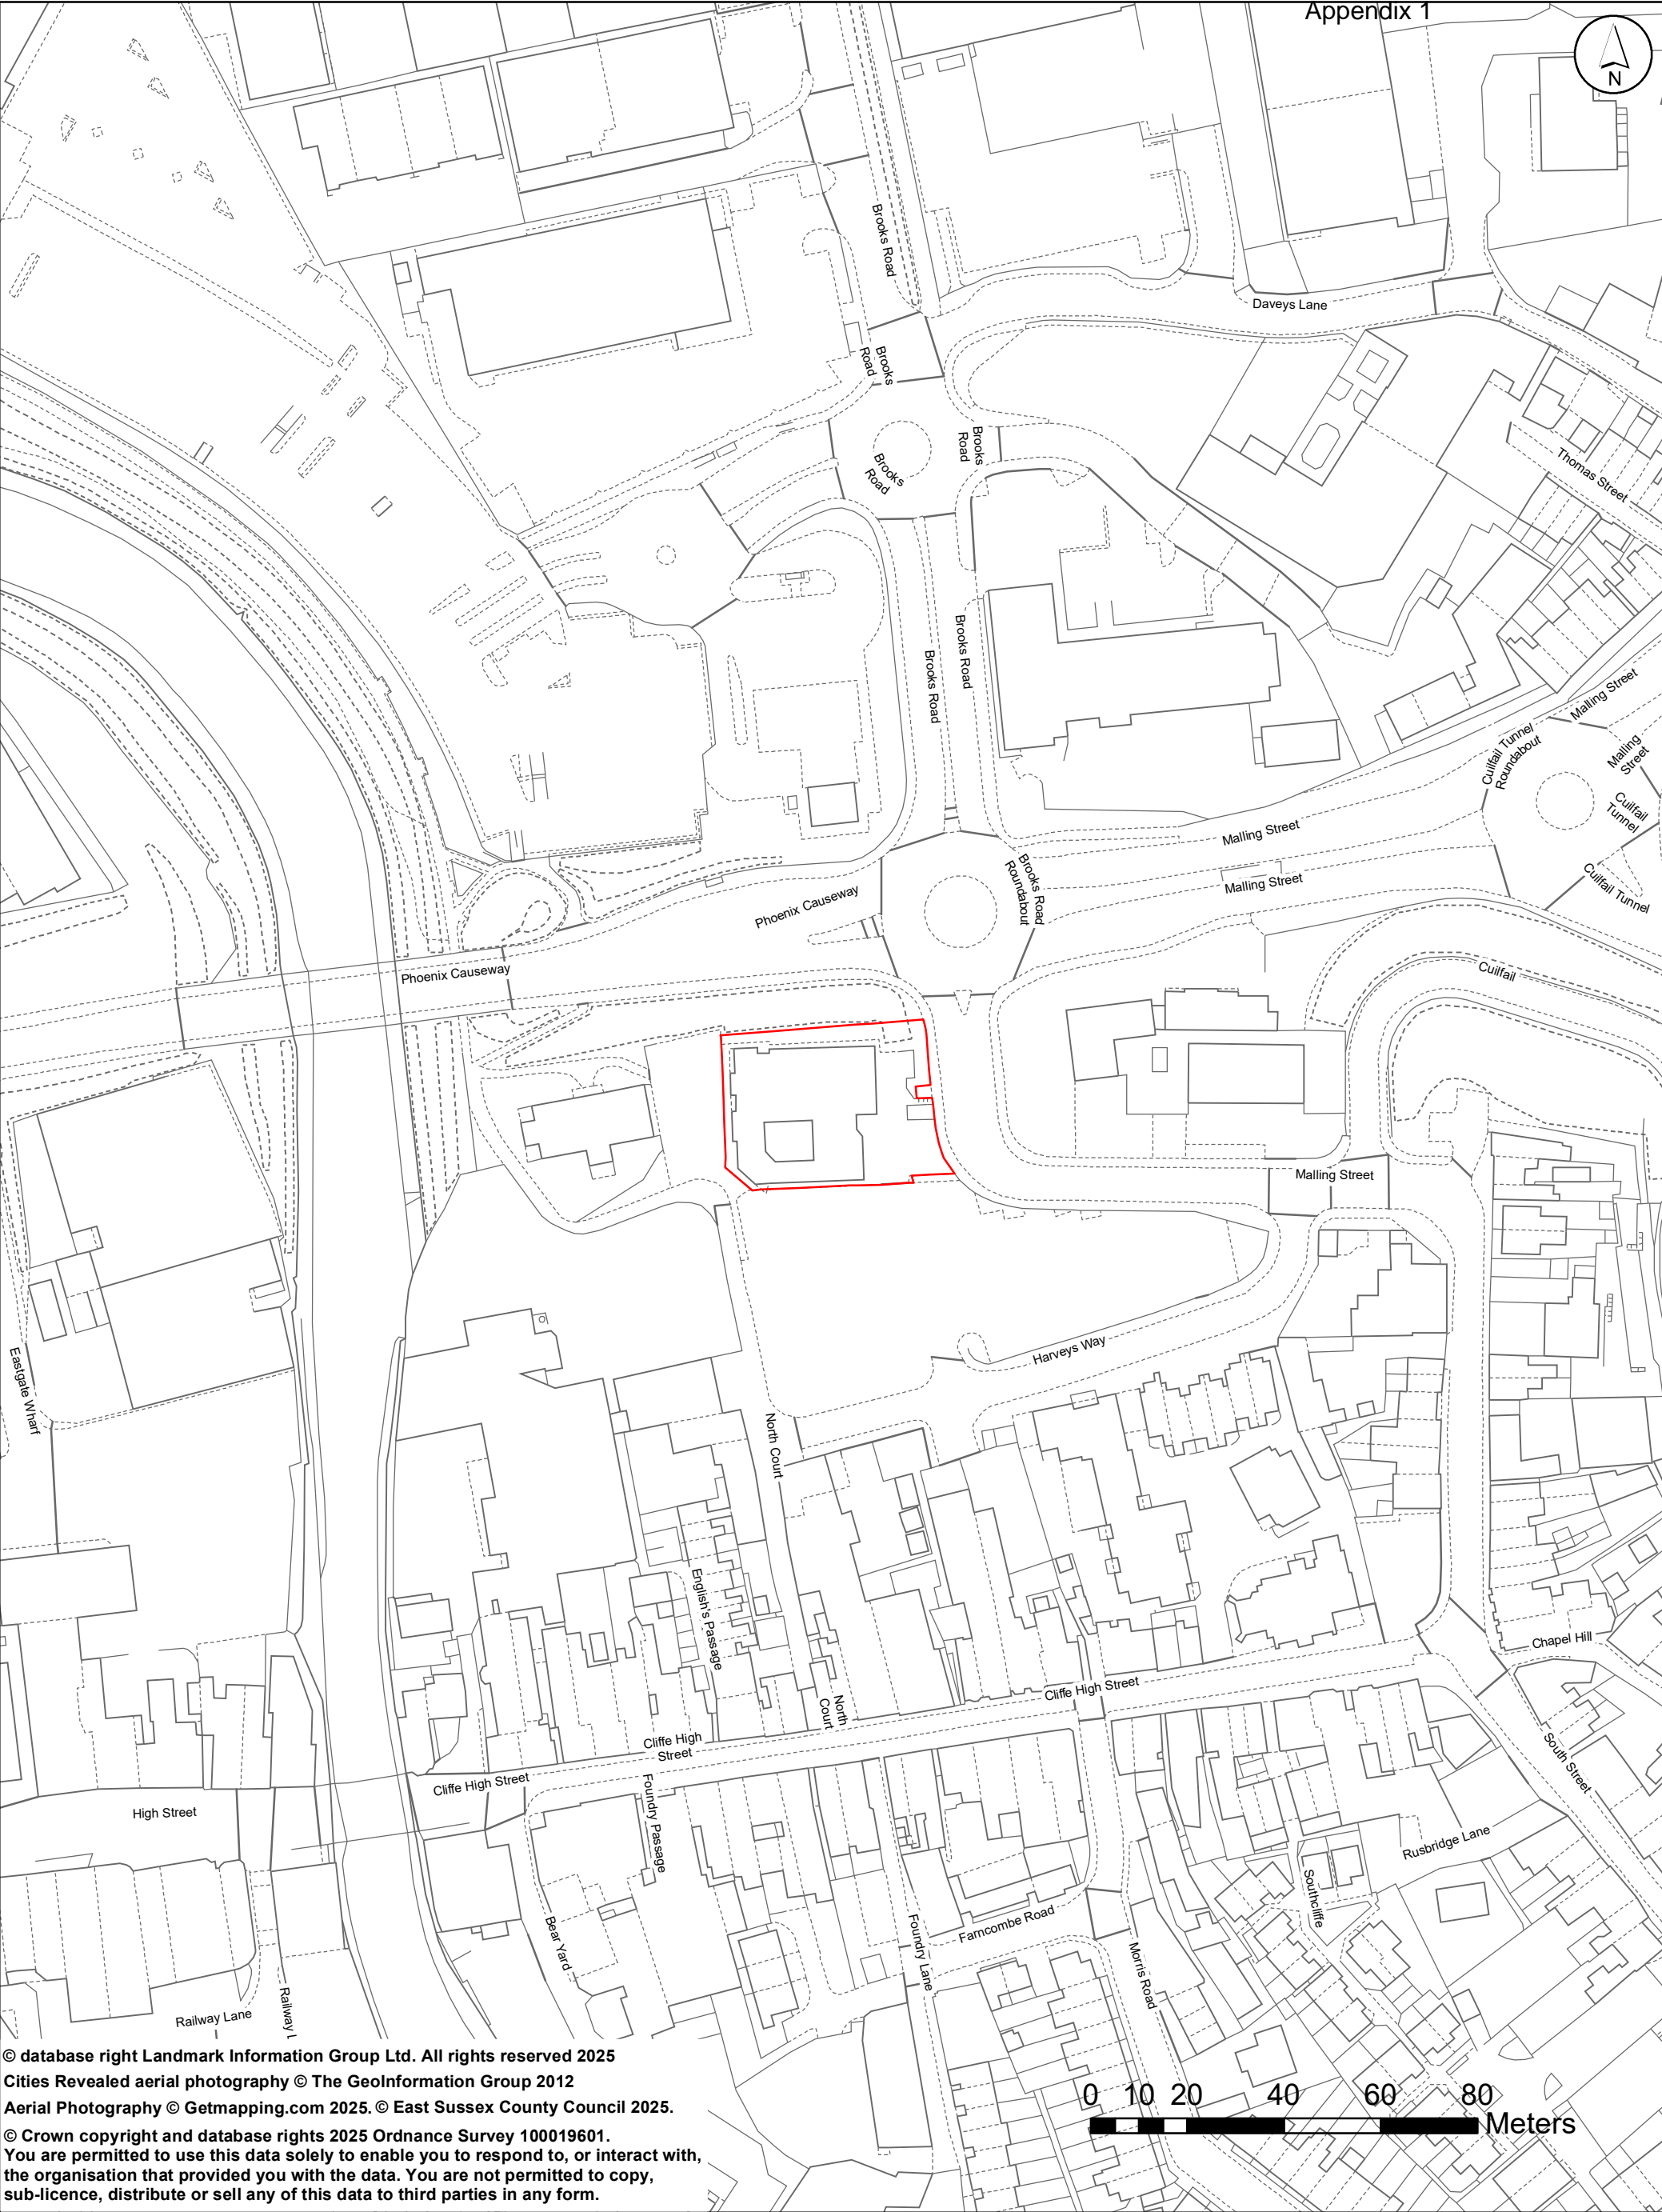 Appendix 1
N
Brooks Road
Daveys Lane
Brooks
Road
Brooks
Road
Brooks
Road
Thomas Street
Brooks Road
Brooks Road
Malling Street
Cuilfail Tunnel
Roundabout
Malling
Street
Cuilfail
Tunnel
Malling Street
Malling Street
Cuilfail Tunnel
Brooks Road
Roundabout
Phoenix Causeway
Phoenix Causeway
Cuilfail
Malling Street
Harveys Way
Eastgate Wharf
North Court
English's Passage
Chapel Hill
Cliffe High Street
North
Court
Cliffe High
Street
Cliffe High Street
South Street
High Street
Foundry Passage
Rusbridge Lane
Southcliffe
Farncombe Road
Bear Yard
Foundry Lane
Morris Road
Railway Lane
Railway L
© database right Landmark Information Group Ltd. All rights reserved 2025
Cities Revealed aerial photography © The GeoInformation Group 2012
Aerial Photography © Getmapping.com 2025. © East Sussex County Council 2025.
© Crown copyright and database rights 2025 Ordnance Survey 100019601.
You are permitted to use this data solely to enable you to respond to, or interact with,
the organisation that provided you with the data. You are not permitted to copy,
sub-licence, distribute or sell any of this data to third parties in any form.
0 10 20 40 60 80
Meters